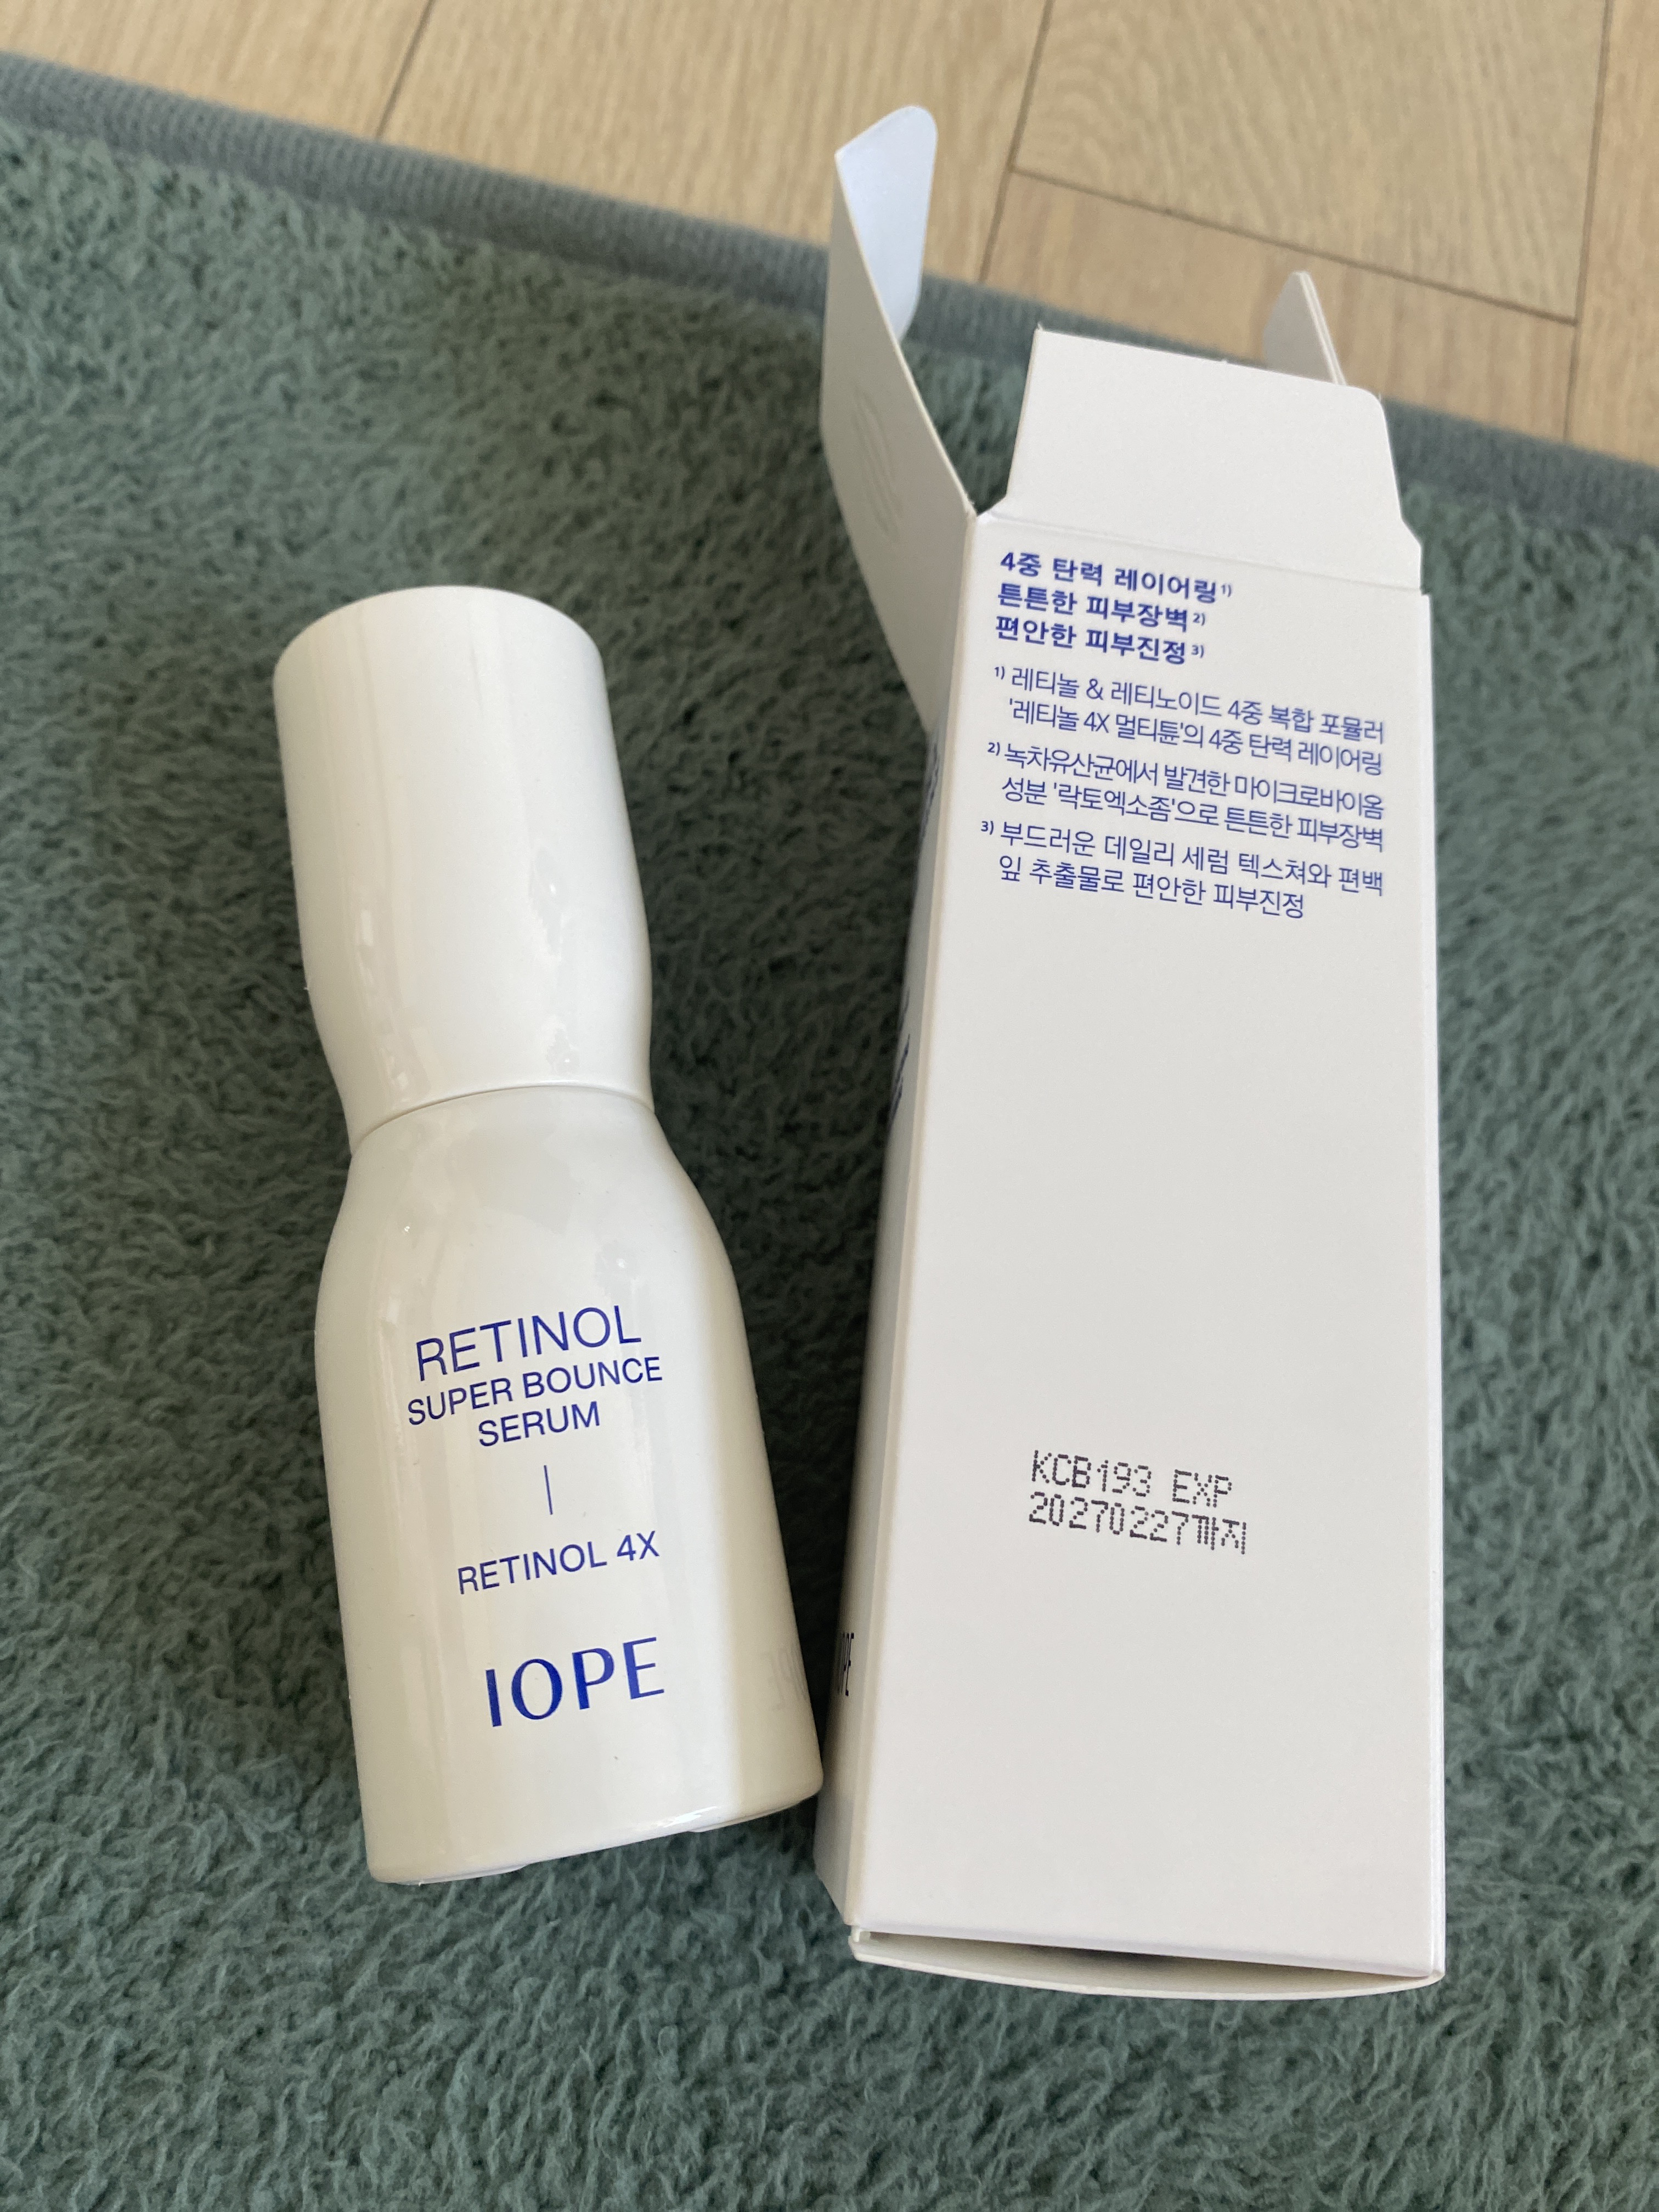 RETINOL
SUPER BOUNCE
SERUM
RETINOL 4X
IOPE
4중 탄력 레이어링¹⁾
튼튼한 피부장벽²⁾
편안한 피부진정³⁾
¹⁾ 레티놀 & 레티노이드 4중 복합 포뮬러
'레티놀 4X 멀티튠'의 4중 탄력 레이어링
²⁾ 녹차유산균에서 발견한 마이크로바이옴
성분 '락토엑소좀'으로 튼튼한 피부장벽
³⁾ 부드러운 데일리 세럼 텍스쳐와 편백
잎 추출물로 편안한 피부진정
KCB193 EXP
20270227까지